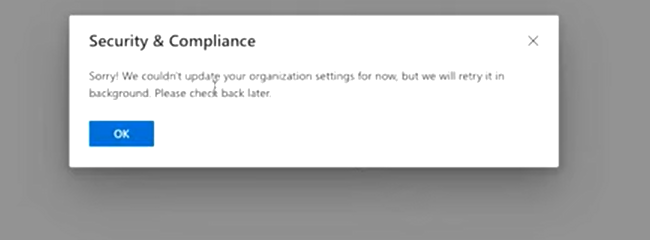 Security & Compliance
Sorry! We couldn't update your organization settings for now, but we will retry it in
background. Please check back later.
OK